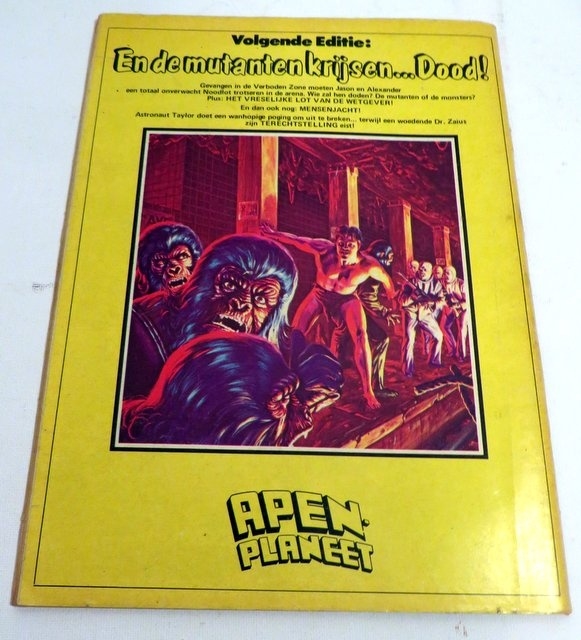 Volgende Editie:
En de mutanten krijsen...Dood!
Gevangen in de Verboden Zone moeten Jason en Alexander
een totaal onverwacht Noodlot trotseren in de arena. Wie zal hen doden? De mutanten of de monsters?
Plus: HET VRESELIJKE LOT VAN DE WETGEVER!
En dan ook nog: MENSENJACHT!
Astronaut Taylor doet een wanhopige poging om uit te breken... terwijl een woedende Dr. Zaius
zijn TERECHTSTELLING eist!
APEN-
PLANEET